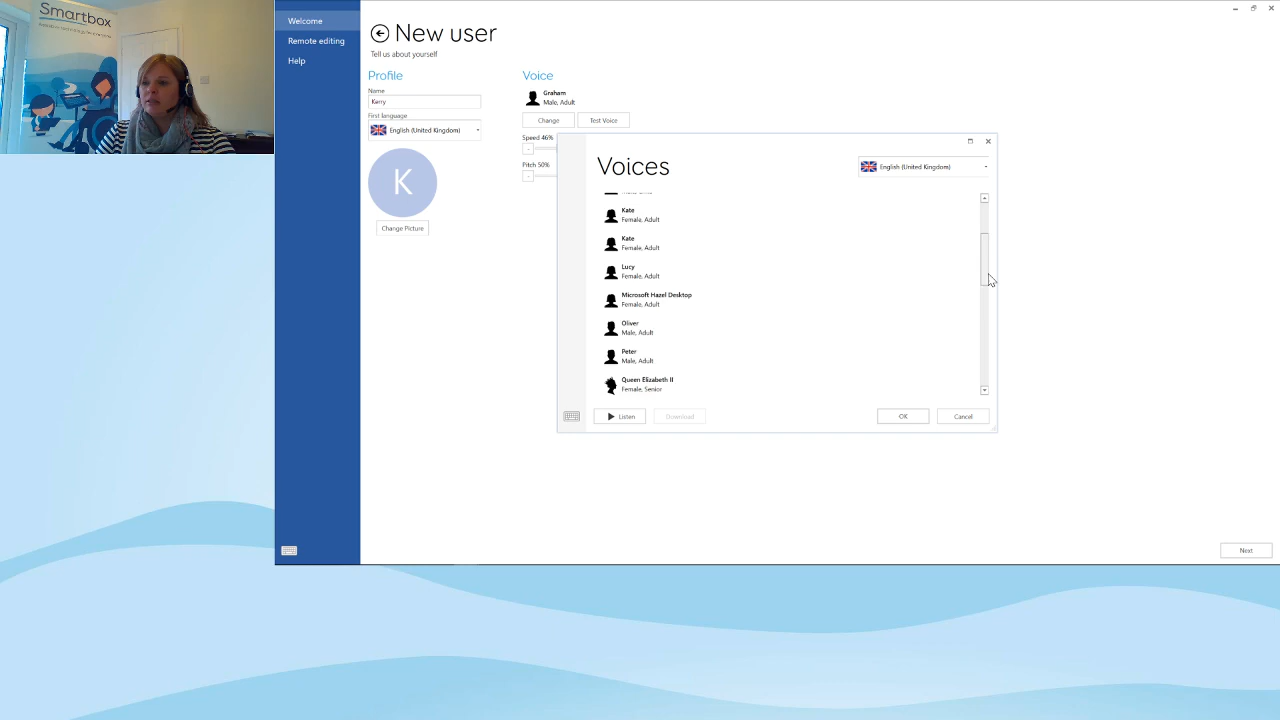 Smartbox
Welcome
Remote editing
Help
New user
Tell us about yourself
Profile
Name
Kerry
First language
English (United Kingdom)
K
Change Picture
Voice
Graham
Male, Adult
Change
Test Voice
Speed 46%
Pitch 50%
Voices
English (United Kingdom)
Kate
Female, Adult
Kate
Female, Adult
Lucy
Female, Adult
Microsoft Hazel Desktop
Female, Adult
Oliver
Male, Adult
Peter
Male, Adult
Queen Elizabeth II
Female, Senior
Listen
Download
OK
Cancel
Next